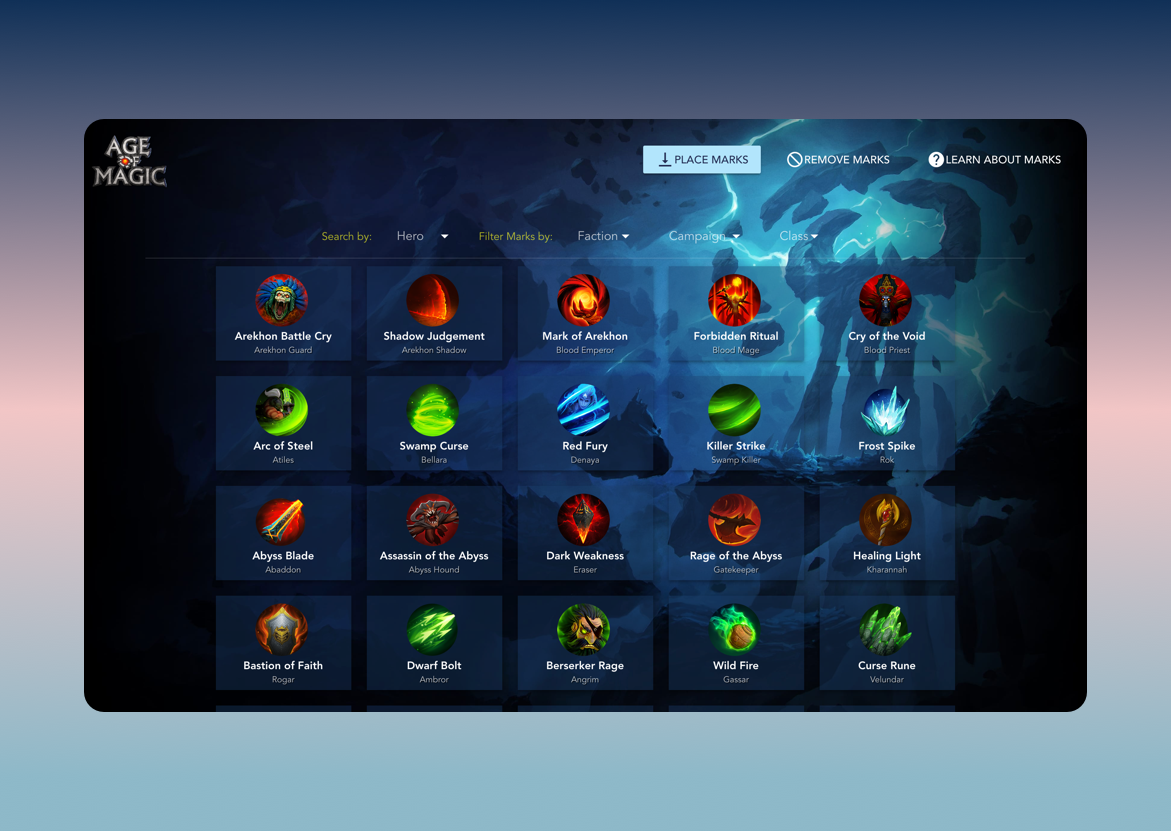 AGE
OF
MAGIC
PLACE MARKS
REMOVE MARKS
? LEARN ABOUT MARKS
Search by: Hero Filter Marks by: Faction Campaign Class
Arekhon Battle Cry
Arekhon Guard
Shadow Judgement
Arekhon Shadow
Mark of Arekhon
Blood Emperor
Forbidden Ritual
Blood Mage
Cry of the Void
Blood Priest
Arc of Steel
Atiles
Swamp Curse
Bellara
Red Fury
Denaya
Killer Strike
Swamp Killer
Frost Spike
Rok
Abyss Blade
Abaddon
Assassin of the Abyss
Abyss Hound
Dark Weakness
Eraser
Rage of the Abyss
Gatekeeper
Healing Light
Kharannah
Bastion of Faith
Rogar
Dwarf Bolt
Ambror
Berserker Rage
Angrim
Wild Fire
Gassar
Curse Rune
Velundar